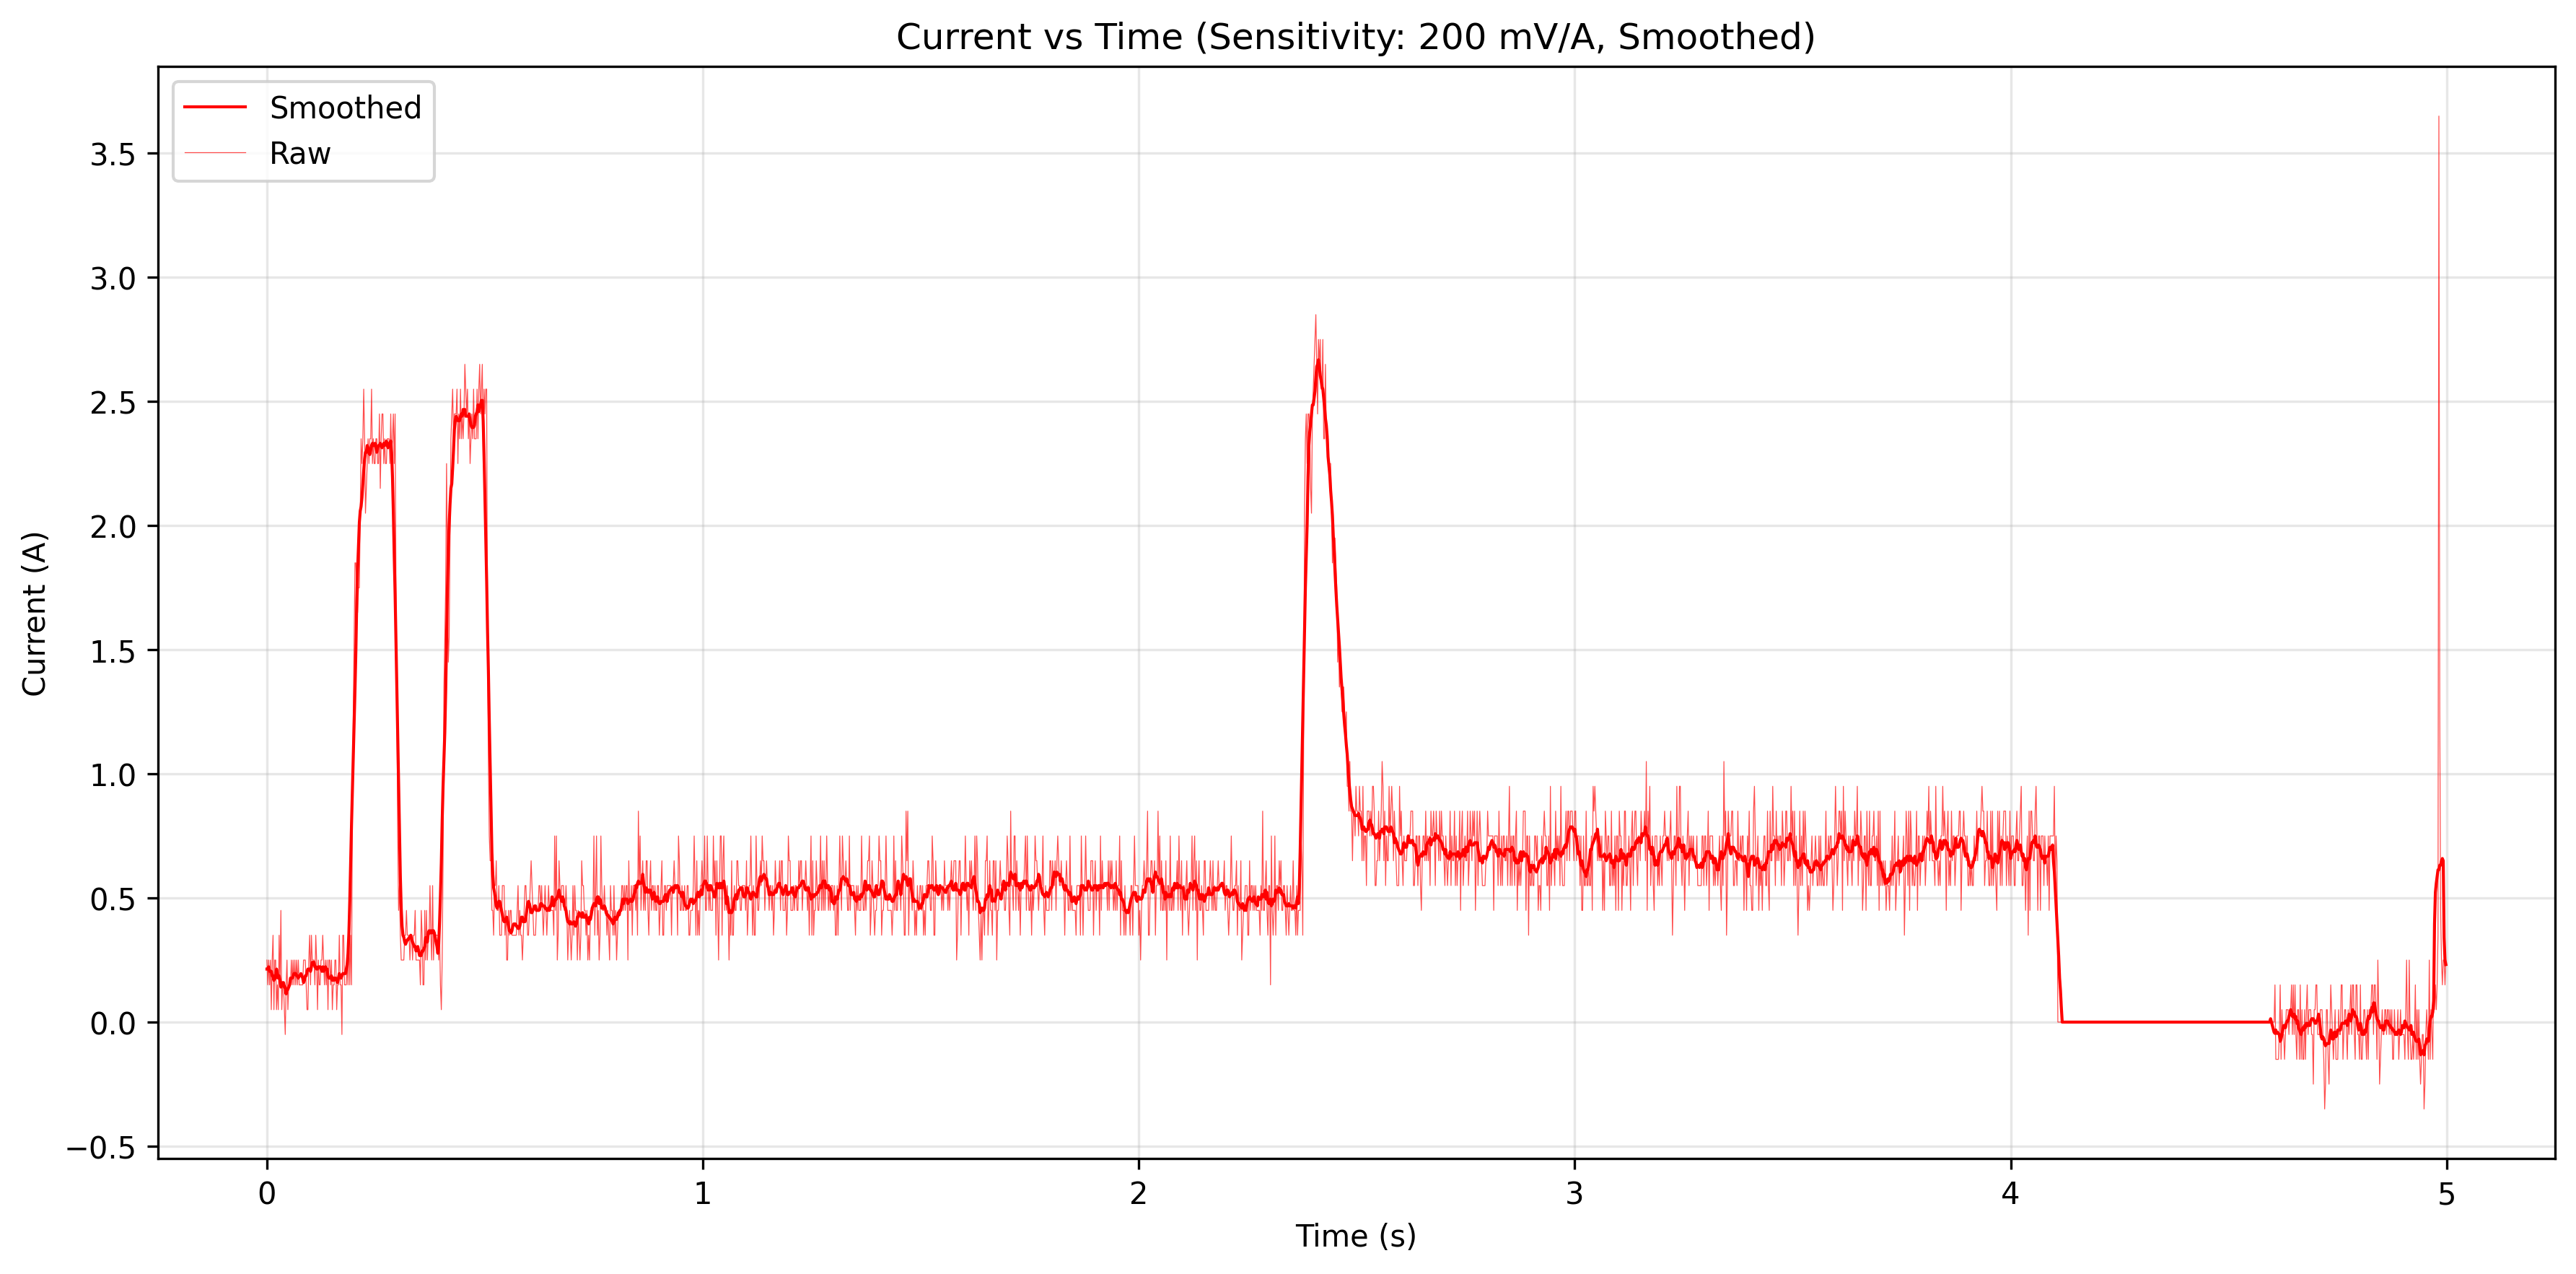 Current vs Time (Sensitivity: 200 mV/A, Smoothed)
Smoothed
Raw
Current (A)
3.5
3.0
2.5
2.0
1.5
1.0
0.5
0.0
−0.5
0 1 2 3 4 5
Time (s)